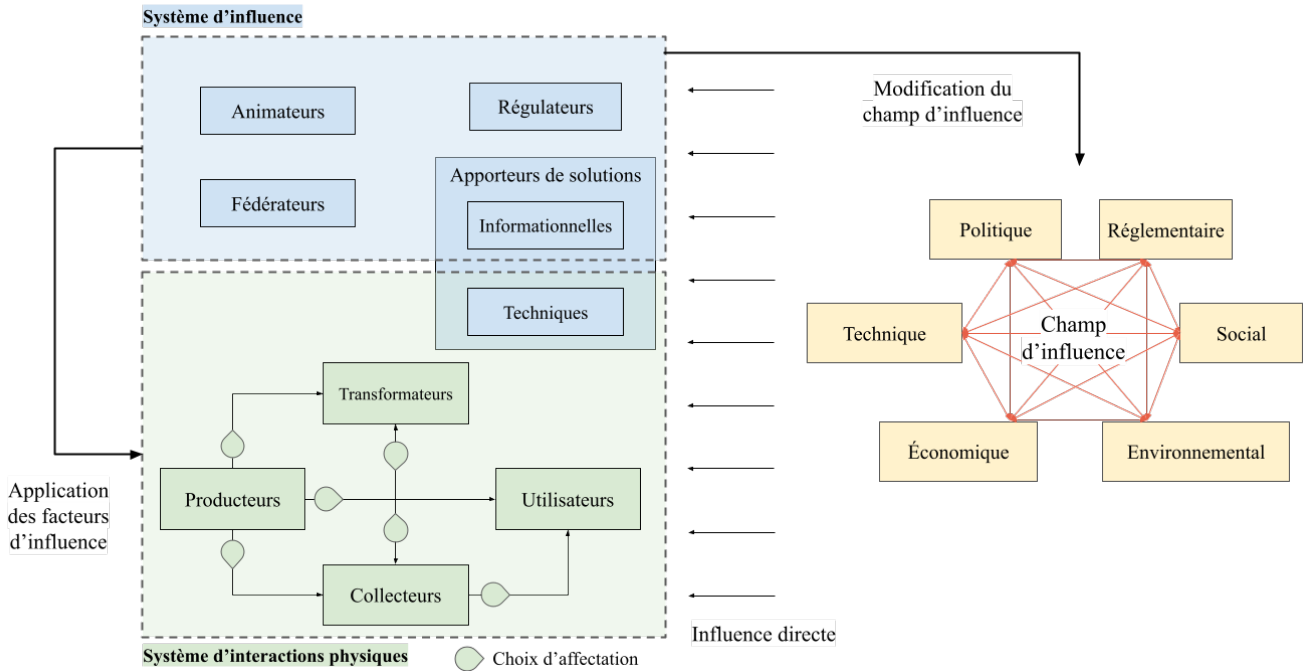 Système d’influence
Animateurs
Régulateurs
Fédérateurs
Apporteurs de solutions
Informationnelles
Techniques
Transformateurs
Producteurs
Utilisateurs
Collecteurs
Système d’interactions physiques
Choix d’affectation
Application
des facteurs
d’influence
Influence directe
Modification du
champ d’influence
Politique
Réglementaire
Technique
Champ
d’influence
Social
Économique
Environnemental